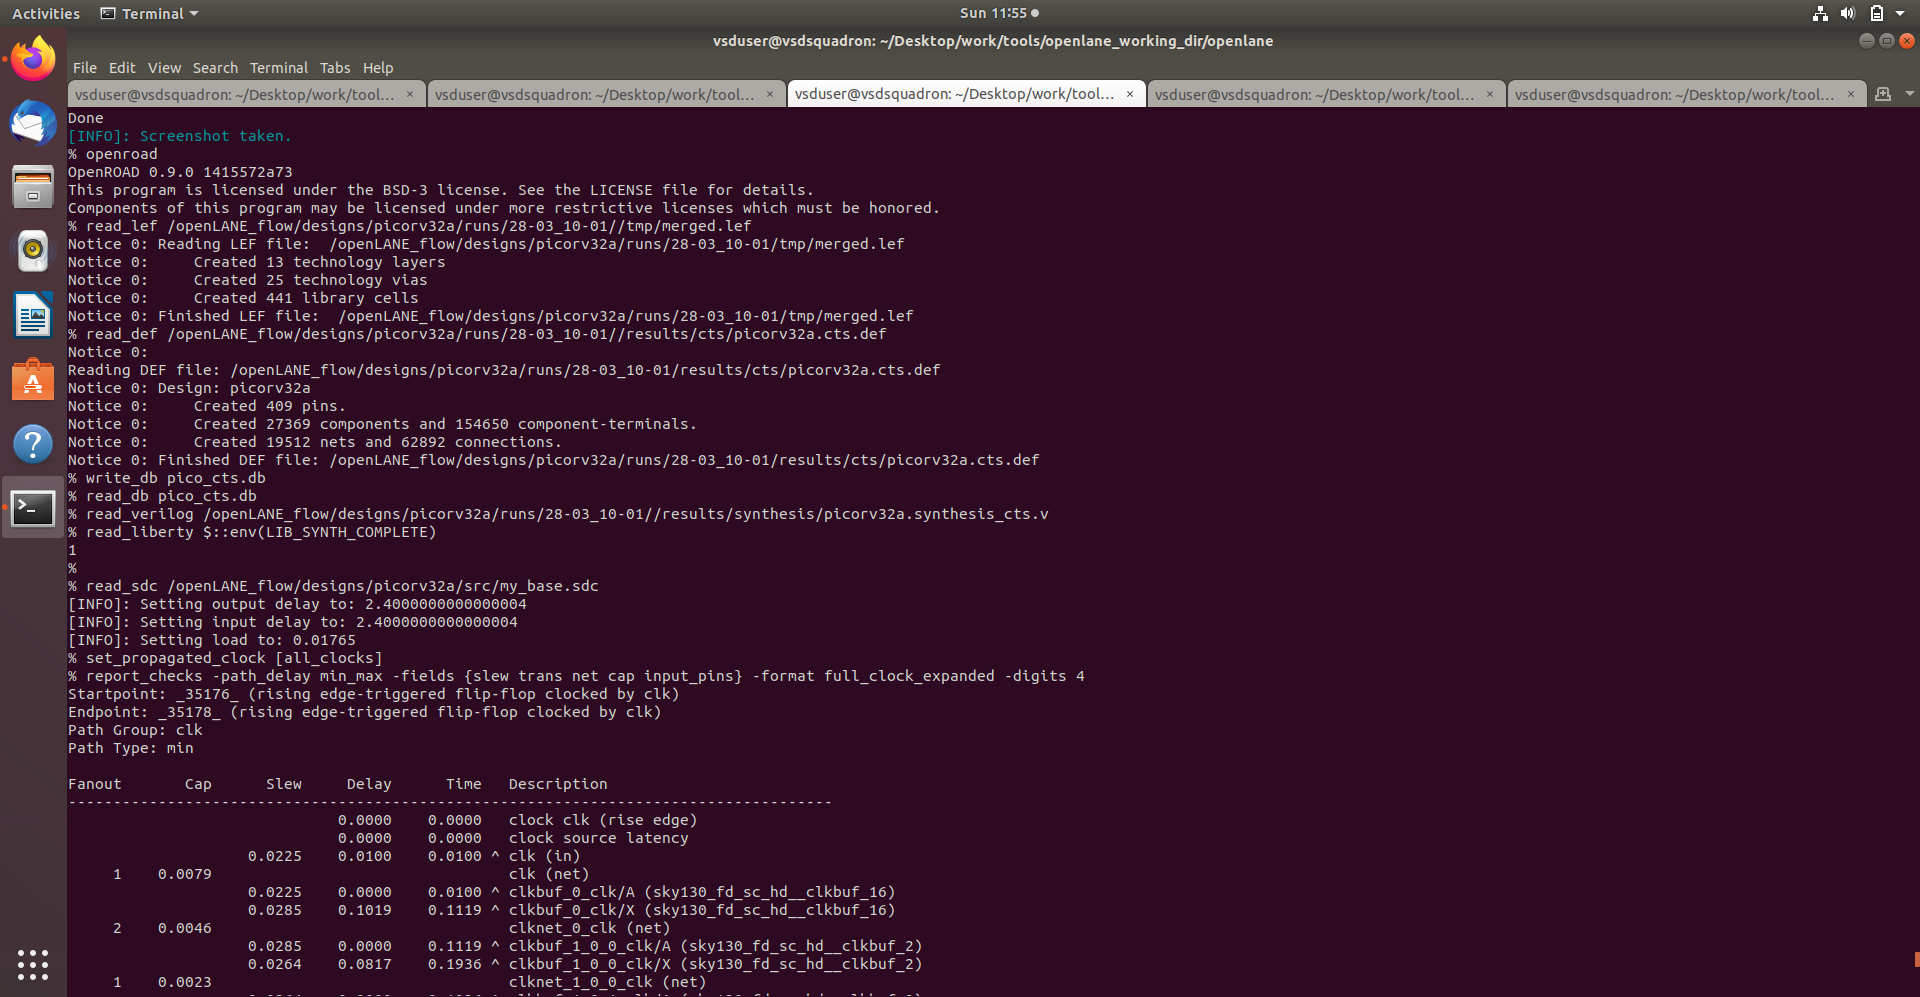 Activities Terminal Sun 11:55
vsduser@vsdsquadron: ~/Desktop/work/tools/openlane_working_dir/openlane
File Edit View Search Terminal Tabs Help
vsduser@vsdsquadron: ~/Desktop/work/tool... × vsduser@vsdsquadron: ~/Desktop/work/tool... × vsduser@vsdsquadron: ~/Desktop/work/tool... × vsduser@vsdsquadron: ~/Desktop/work/tool... × vsduser@vsdsquadron: ~/Desktop/work/tool... ×
Done
[INFO]: Screenshot taken.
% openroad
OpenROAD 0.9.0 1415572a73
This program is licensed under the BSD-3 license. See the LICENSE file for details.
Components of this program may be licensed under more restrictive licenses which must be honored.
% read_lef /openLANE_flow/designs/picorv32a/runs/28-03_10-01//tmp/merged.lef
Notice 0: Reading LEF file:  /openLANE_flow/designs/picorv32a/runs/28-03_10-01/tmp/merged.lef
Notice 0:     Created 13 technology layers
Notice 0:     Created 25 technology vias
Notice 0:     Created 441 library cells
Notice 0: Finished LEF file:  /openLANE_flow/designs/picorv32a/runs/28-03_10-01/tmp/merged.lef
% read_def /openLANE_flow/designs/picorv32a/runs/28-03_10-01//results/cts/picorv32a.cts.def
Notice 0:
Reading DEF file: /openLANE_flow/designs/picorv32a/runs/28-03_10-01/results/cts/picorv32a.cts.def
Notice 0: Design: picorv32a
Notice 0:     Created 409 pins.
Notice 0:     Created 27369 components and 154650 component-terminals.
Notice 0:     Created 19512 nets and 62892 connections.
Notice 0: Finished DEF file: /openLANE_flow/designs/picorv32a/runs/28-03_10-01/results/cts/picorv32a.cts.def
% write_db pico_cts.db
% read_db pico_cts.db
% read_verilog /openLANE_flow/designs/picorv32a/runs/28-03_10-01//results/synthesis/picorv32a.synthesis_cts.v
% read_liberty $::env(LIB_SYNTH_COMPLETE)
1
%
% read_sdc /openLANE_flow/designs/picorv32a/src/my_base.sdc
[INFO]: Setting output delay to: 2.4000000000000004
[INFO]: Setting input delay to: 2.4000000000000004
[INFO]: Setting load to: 0.01765
% set_propagated_clock [all_clocks]
% report_checks -path_delay min_max -fields {slew trans net cap input_pins} -format full_clock_expanded -digits 4
Startpoint: _35176_ (rising edge-triggered flip-flop clocked by clk)
Endpoint: _35178_ (rising edge-triggered flip-flop clocked by clk)
Path Group: clk
Path Type: min
Fanout Cap Slew Delay Time Description
-------------------------------------------------------------------------------------
0.0000 0.0000 clock clk (rise edge)
0.0000 0.0000 clock source latency
0.0225 0.0100 0.0100 ^ clk (in)
1 0.0079 clk (net)
0.0225 0.0000 0.0100 ^ clkbuf_0_clk/A (sky130_fd_sc_hd__clkbuf_16)
0.0285 0.1019 0.1119 ^ clkbuf_0_clk/X (sky130_fd_sc_hd__clkbuf_16)
2 0.0046 clknet_0_clk (net)
0.0285 0.0000 0.1119 ^ clkbuf_1_0_0_clk/A (sky130_fd_sc_hd__clkbuf_2)
0.0264 0.0817 0.1936 ^ clkbuf_1_0_0_clk/X (sky130_fd_sc_hd__clkbuf_2)
1 0.0023 clknet_1_0_0_clk (net)